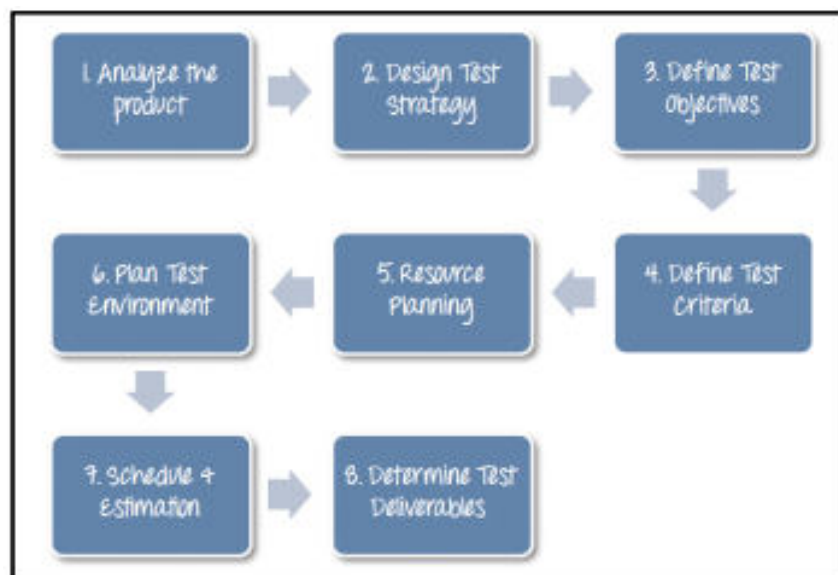 1. Analyze the
product
2. Design Test
Strategy
3. Define Test
Objectives
4. Define Test
Criteria
5. Resource
Planning
6. Plan Test
Environment
7. Schedule &
Estimation
8. Determine Test
Deliverables